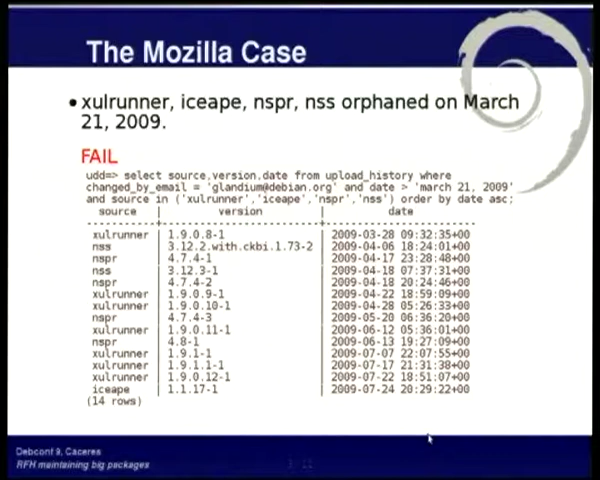 The Mozilla Case
• xulrunner, iceape, nspr, nss orphaned on March
21, 2009.
FAIL
udd=> select source,version,date from upload_history where
changed_by_email = 'glandium@debian.org' and date > 'march 21, 2009'
and source in ('xulrunner','iceape','nspr','nss') order by date asc;
source | version | date
xulrunner | 1.9.0.8-1 | 2009-03-28 09:32:35+00
nss | 3.12.2.with.ckbi.1.73-2 | 2009-04-06 18:24:01+00
nspr | 4.7.4-1 | 2009-04-17 23:28:48+00
nss | 3.12.3-1 | 2009-04-18 07:37:31+00
nspr | 4.7.4-2 | 2009-04-18 20:24:46+00
xulrunner | 1.9.0.9-1 | 2009-04-22 18:59:09+00
xulrunner | 1.9.0.10-1 | 2009-04-28 05:26:33+00
nspr | 4.7.4-3 | 2009-05-20 06:36:20+00
xulrunner | 1.9.0.11-1 | 2009-06-12 05:36:01+00
nspr | 4.8-1 | 2009-06-13 19:27:09+00
xulrunner | 1.9.1-1 | 2009-07-07 22:07:55+00
xulrunner | 1.9.1.1-1 | 2009-07-17 21:31:38+00
xulrunner | 1.9.0.12-1 | 2009-07-22 18:51:07+00
iceape | 1.1.17-1 | 2009-07-24 20:29:22+00
(14 rows)
Debconf 9, Caceres
RFH maintaining big packages